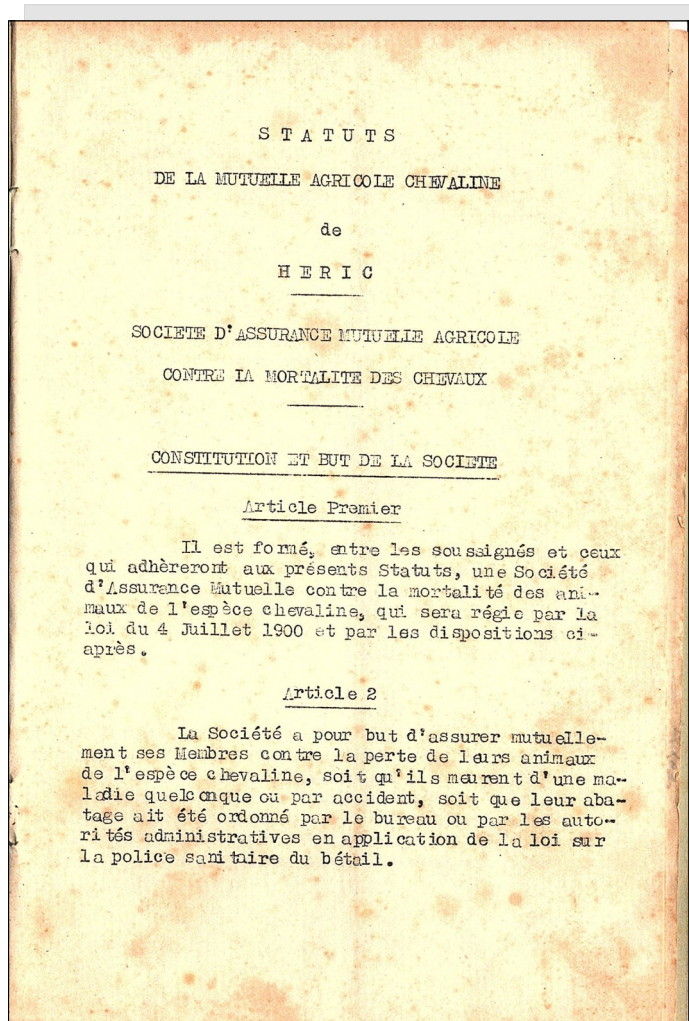 STATUTS
DE LA MUTUELLE AGRICOLE CHEVALINE
de
HERIC
SOCIETE D'ASSURANCE MUTUELLE AGRICOLE
CONTRE LA MORTALITE DES CHEVAUX
CONSTITUTION ET BUT DE LA SOCIETE
Article Premier
Il est formé, entre les soussignés et ceux
qui adhèreront aux présents Statuts, une Société
d'Assurance Mutuelle contre la mortalité des ani-
maux de l'espèce chevaline, qui sera régie par la
loi du 4 Juillet 1900 et par les dispositions ci-
après.
Article 2
La Société a pour but d'assurer mutuelle-
ment ses Membres contre la perte de leurs animaux
de l'espèce chevaline, soit qu'ils meurent d'une ma-
ladie quelconque ou par accident, soit que leur aba-
tage ait été ordonné par le bureau ou par les auto-
rités administratives en application de la loi sur
la police sanitaire du bétail.